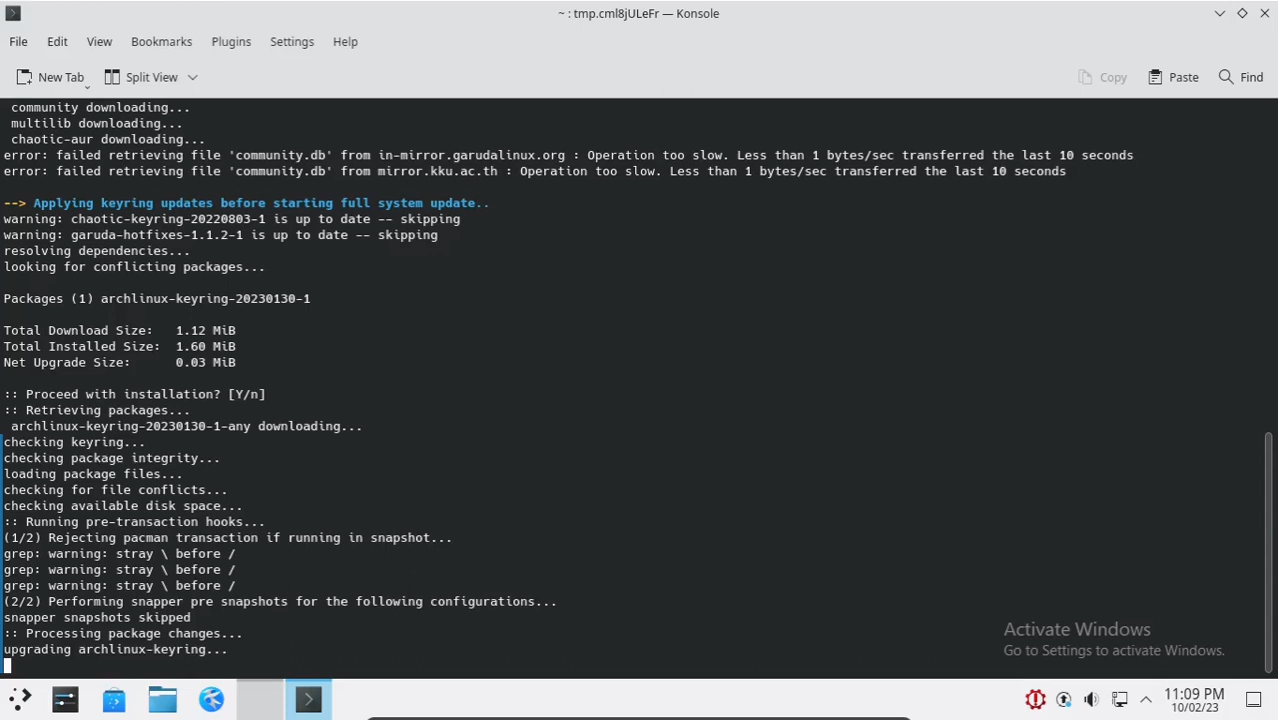 ~ : tmp.cml8jULeFr — Konsole
File Edit View Bookmarks Plugins Settings Help
New Tab Split View Copy Paste Find
community downloading...
multilib downloading...
chaotic-aur downloading...
error: failed retrieving file 'community.db' from in-mirror.garudalinux.org : Operation too slow. Less than 1 bytes/sec transferred the last 10 seconds
error: failed retrieving file 'community.db' from mirror.kku.ac.th : Operation too slow. Less than 1 bytes/sec transferred the last 10 seconds
--> Applying keyring updates before starting full system update..
warning: chaotic-keyring-20220803-1 is up to date -- skipping
warning: garuda-hotfixes-1.1.2-1 is up to date -- skipping
resolving dependencies...
looking for conflicting packages...
Packages (1) archlinux-keyring-20230130-1
Total Download Size: 1.12 MiB
Total Installed Size: 1.60 MiB
Net Upgrade Size: 0.03 MiB
:: Proceed with installation? [Y/n]
:: Retrieving packages...
archlinux-keyring-20230130-1-any downloading...
checking keyring...
checking package integrity...
loading package files...
checking for file conflicts...
checking available disk space...
:: Running pre-transaction hooks...
(1/2) Rejecting pacman transaction if running in snapshot...
grep: warning: stray \ before /
grep: warning: stray \ before /
grep: warning: stray \ before /
(2/2) Performing snapper pre snapshots for the following configurations...
snapper snapshots skipped
:: Processing package changes...
upgrading archlinux-keyring...
Activate Windows
Go to Settings to activate Windows.
11:09 PM
10/02/23